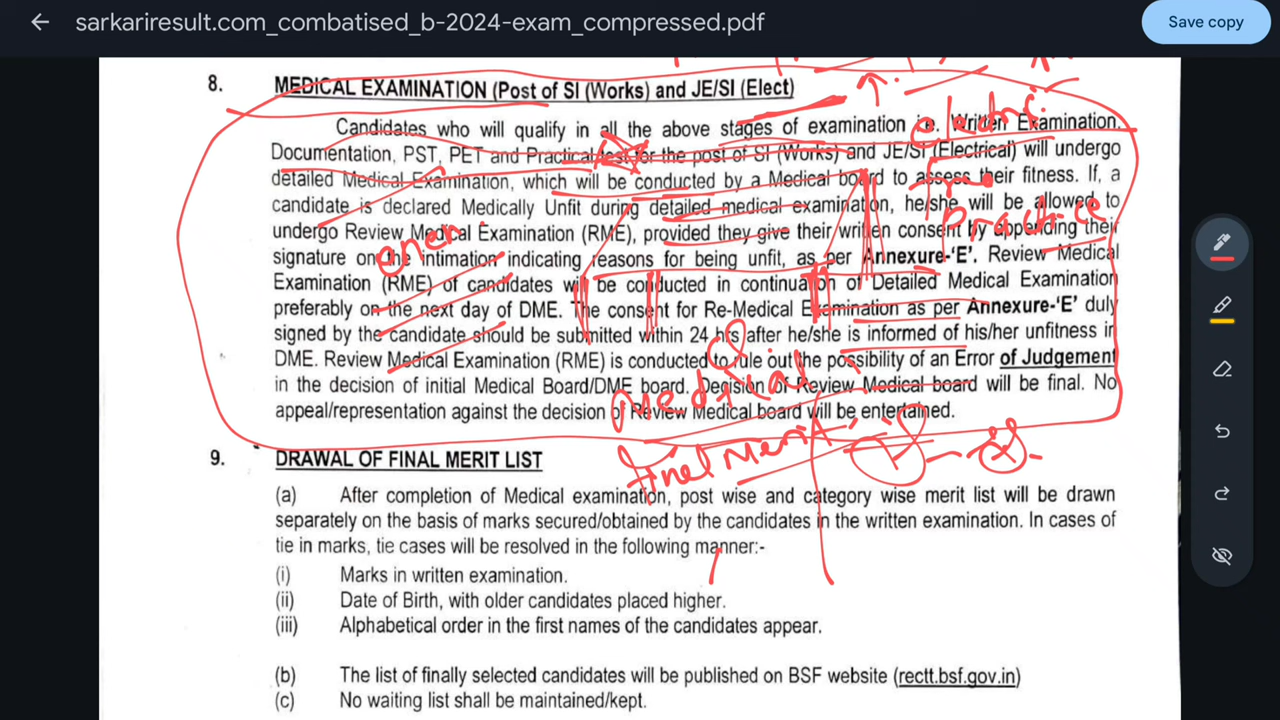 sarkariresult.com_combatised_b-2024-exam_compressed.pdf
Save copy
8. MEDICAL EXAMINATION (Post of SI (Works) and JE/SI (Elect)
Candidates who will qualify in all the above stages of examination i.e. Written Examination,
Documentation, PST, PET and Practical test for the post of SI (Works) and JE/SI (Electrical) will undergo
detailed Medical Examination, which will be conducted by a Medical board to assess their fitness. If, a
candidate is declared Medically Unfit during detailed medical examination, he/she will be allowed to
undergo Review Medical Examination (RME), provided they give their written consent by appending their
signature on the intimation indicating reasons for being unfit, as per Annexure-'E'. Review Medical
Examination (RME) of candidates will be conducted in continuation of Detailed Medical Examination
preferably on the next day of DME. The consent for Re-Medical Examination as per Annexure-'E' duly
signed by the candidate should be submitted within 24 hrs after he/she is informed of his/her unfitness in
DME. Review Medical Examination (RME) is conducted to rule out the possibility of an Error of Judgement
in the decision of initial Medical Board/DME board. Decision of Review Medical board will be final. No
appeal/representation against the decision of Review Medical board will be entertained.
Practice
Medical
final merit
9. DRAWAL OF FINAL MERIT LIST
(a) After completion of Medical examination, post wise and category wise merit list will be drawn
separately on the basis of marks secured/obtained by the candidates in the written examination. In cases of
tie in marks, tie cases will be resolved in the following manner:-
(i) Marks in written examination.
(ii) Date of Birth, with older candidates placed higher.
(iii) Alphabetical order in the first names of the candidates appear.
(b) The list of finally selected candidates will be published on BSF website (rectt.bsf.gov.in)
(c) No waiting list shall be maintained/kept.